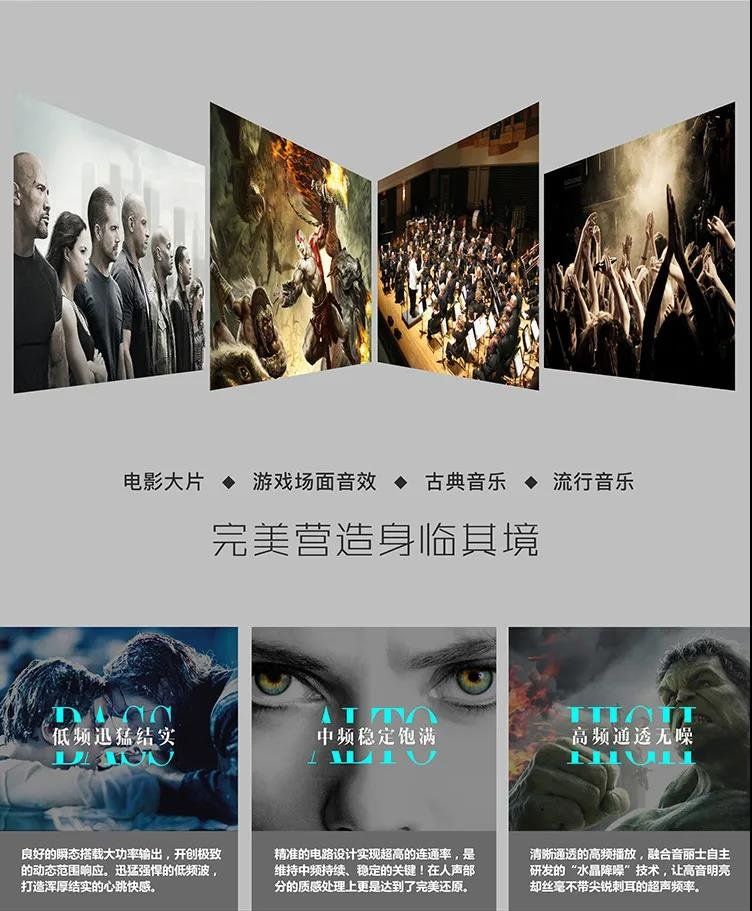 电影大片 ◆ 游戏场面音效 ◆ 古典音乐 ◆ 流行音乐
完美营造身临其境
BASS
低频迅猛结实
良好的瞬态搭载大功率输出，开创极致
的动态范围响应。迅猛强悍的低频波，
打造浑厚结实的心跳快感。
ALTO
中频稳定饱满
精准的电路设计实现超高的连通率，是
维持中频持续、稳定的关键！在人声部
分的质感处理上更是达到了完美还原。
HIGH
高频通透无噪
清晰通透的高频播放，融合音丽士自主
研发的“水晶降噪”技术，让高音明亮
却丝毫不带尖锐刺耳的超声频率。